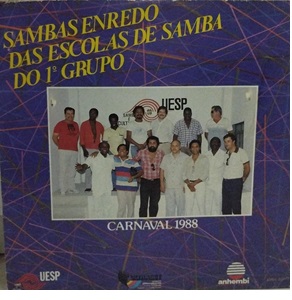 SAMBAS ENREDO
DAS ESCOLAS DE SAMBA
DO 1º GRUPO
UESP
CARNAVAL 1988
UESP
anhembi